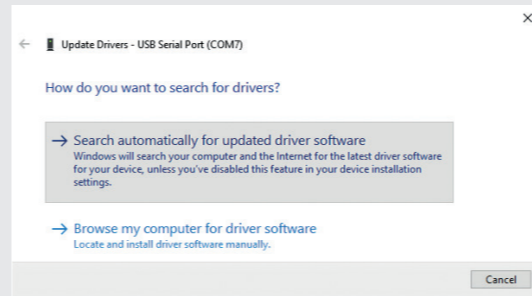 Update Drivers - USB Serial Port (COM7)
How do you want to search for drivers?
Search automatically for updated driver software
Windows will search your computer and the Internet for the latest driver software
for your device, unless you've disabled this feature in your device installation
settings.
Browse my computer for driver software
Locate and install driver software manually.
Cancel